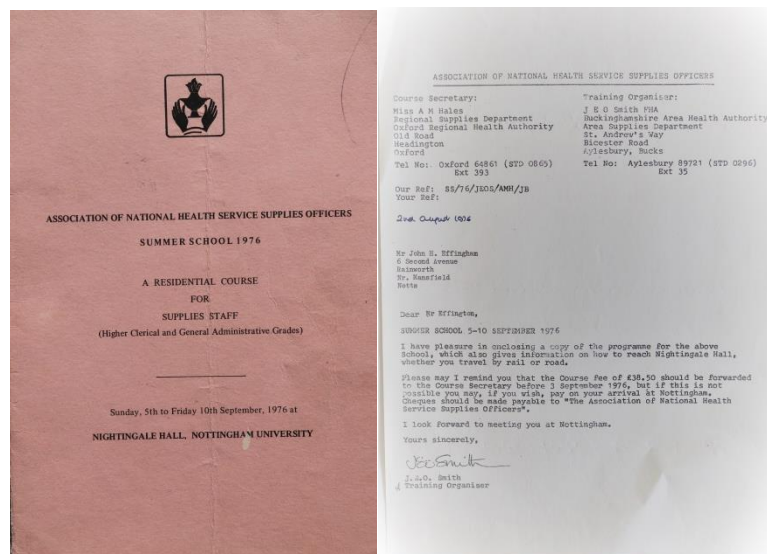 ASSOCIATION OF NATIONAL HEALTH SERVICE SUPPLIES OFFICERS
SUMMER SCHOOL 1976
A RESIDENTIAL COURSE
FOR
SUPPLIES STAFF
(Higher Clerical and General Administrative Grades)
Sunday, 5th to Friday 10th September, 1976 at
NIGHTINGALE HALL, NOTTINGHAM UNIVERSITY
ASSOCIATION OF NATIONAL HEALTH SERVICE SUPPLIES OFFICERS
Course Secretary:
Miss A M Hales
Regional Supplies Department
Oxford Regional Health Authority
Old Road
Headington
Oxford
Tel No: Oxford 64861 (STD 0865)
Ext 393
Training Organiser:
J E O Smith FHA
Buckinghamshire Area Health Authority
Area Supplies Department
St. Andrew's Way
Bicester Road
Aylesbury, Bucks
Tel No: Aylesbury 89721 (STD 0296)
Ext 35
Our Ref: SS/76/JEOS/AMH/JB
Your Ref:
2nd August 1976
Mr John H. Effingham
6 Second Avenue
Rainworth
Nr. Mansfield
Notts
Dear Mr Effington,
SUMMER SCHOOL 5-10 SEPTEMBER 1976
I have pleasure in enclosing a copy of the programme for the above
School, which also gives information on how to reach Nightingale Hall,
whether you travel by rail or road.
Please may I remind you that the Course Fee of £38.50 should be forwarded
to the Course Secretary before 3 September 1976, but if this is not
possible you may, if you wish, pay on your arrival at Nottingham.
Cheques should be made payable to "The Association of National Health
Service Supplies Officers".
I look forward to meeting you at Nottingham.
Yours sincerely,
JEO Smith
J.E.O. Smith
Training Organiser